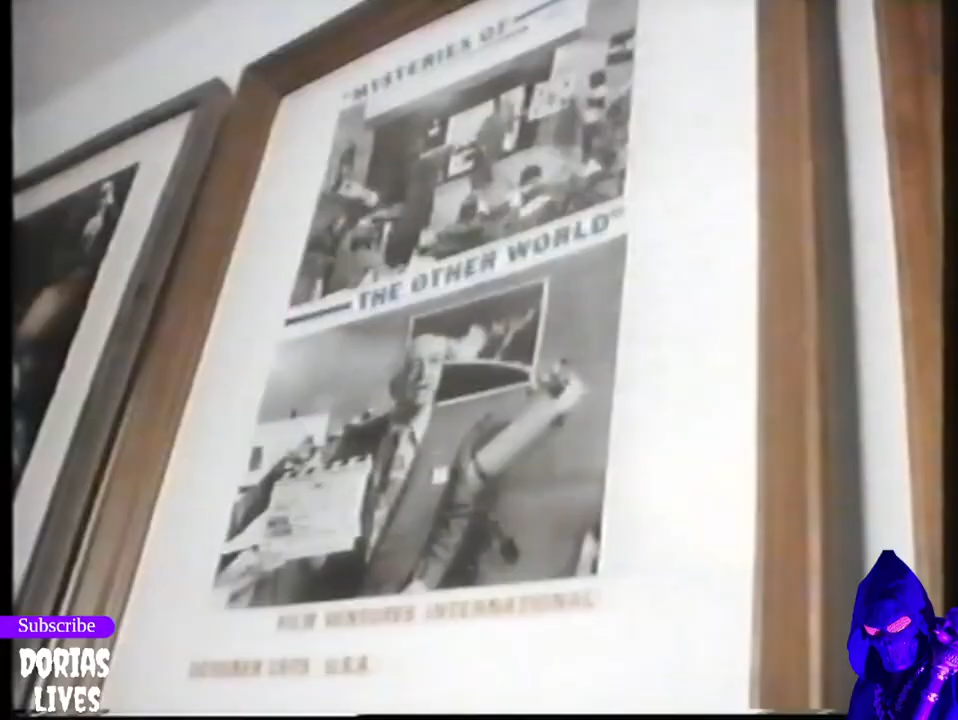 "MYSTERIES OF
THE OTHER WORLD"
FILM VENTURES INTERNATIONAL
U.S.A.
Subscribe
DORIAS
LIVES